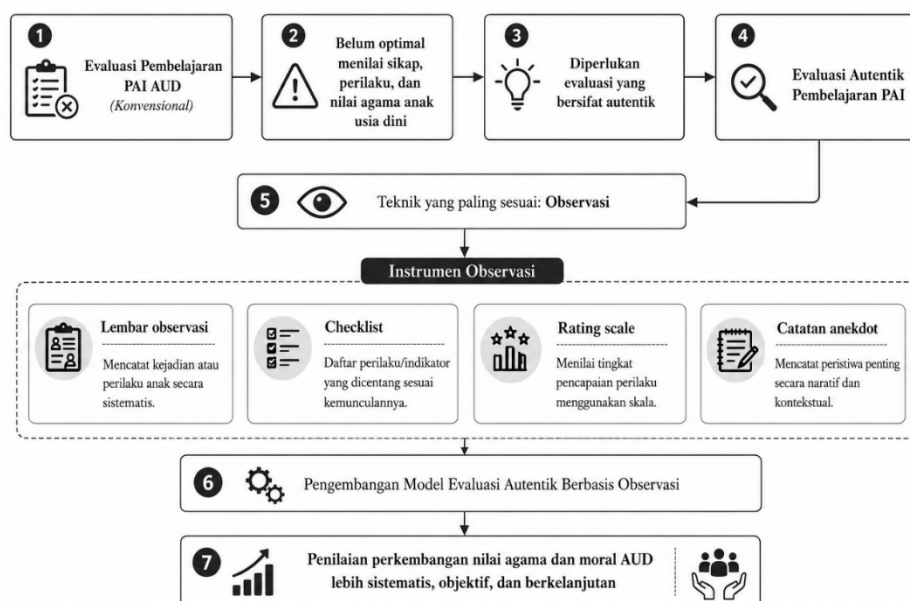 1
Evaluasi Pembelajaran
PAI AUD
(Konvensional)
2
Belum optimal
menilai sikap,
perilaku, dan
nilai agama anak
usia dini
3
Diperlukan
evaluasi yang
bersifat autentik
4
Evaluasi Autentik
Pembelajaran PAI
5
Teknik yang paling sesuai: Observasi
Instrumen Observasi
Lembar observasi
Mencatat kejadian atau
perilaku anak secara
sistematis.
Checklist
Daftar perilaku/indikator
yang dicentang sesuai
kemunculannya.
Rating scale
Menilai tingkat
pencapaian perilaku
menggunakan skala.
Catatan anekdot
Mencatat peristiwa penting
secara naratif dan
kontekstual.
6
Pengembangan Model Evaluasi Autentik Berbasis Observasi
7
Penilaian perkembangan nilai agama dan moral AUD
lebih sistematis, objektif, dan berkelanjutan